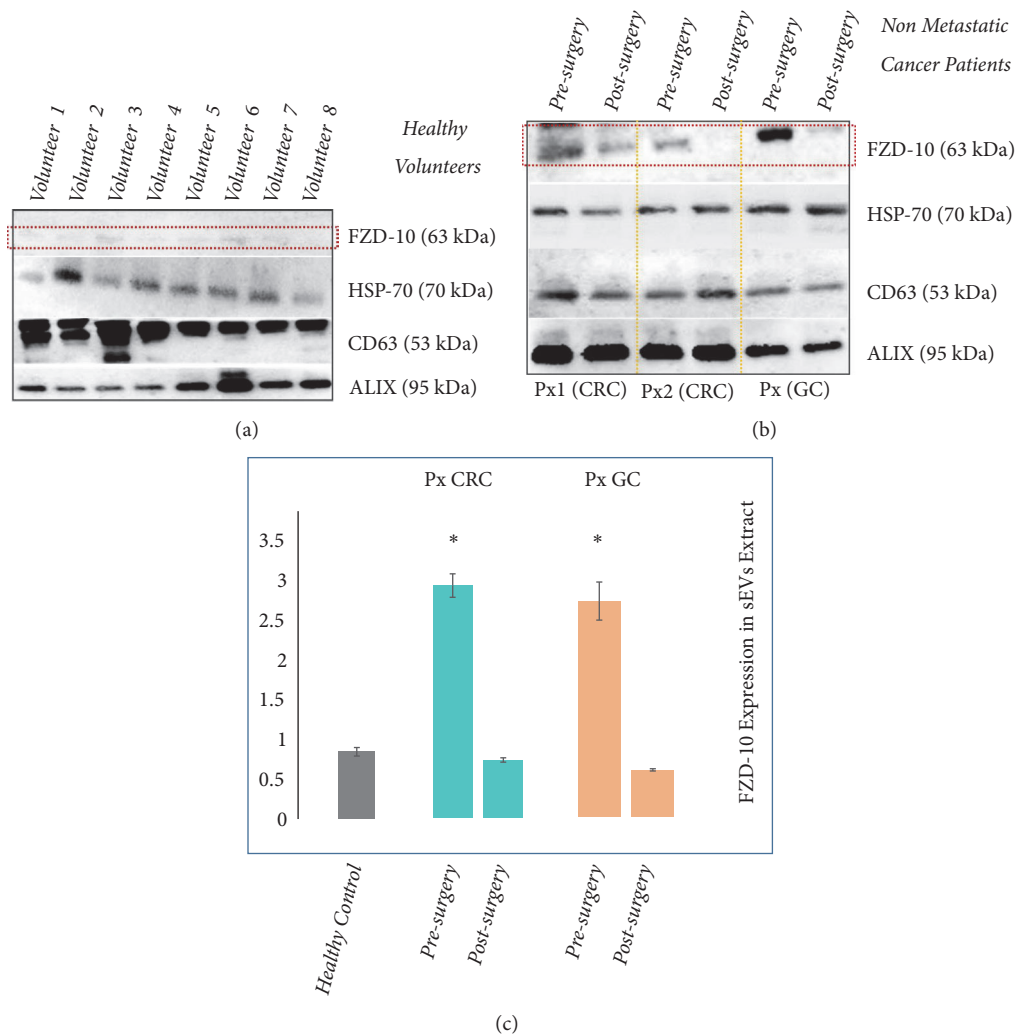 Volunteer 1
Volunteer 2
Volunteer 3
Volunteer 4
Volunteer 5
Volunteer 6
Volunteer 7
Volunteer 8
Healthy
Volunteers
FZD-10 (63 kDa)
HSP-70 (70 kDa)
CD63 (53 kDa)
ALIX (95 kDa)
(a)
Pre-surgery
Post-surgery
Pre-surgery
Post-surgery
Pre-surgery
Post-surgery
Non Metastatic
Cancer Patients
FZD-10 (63 kDa)
HSP-70 (70 kDa)
CD63 (53 kDa)
ALIX (95 kDa)
Px1 (CRC)
Px2 (CRC)
Px (GC)
(b)
Px CRC
Px GC
3.5
3
2.5
2
1.5
1
0.5
0
*
*
FZD-10 Expression in sEVs Extract
Healthy Control
Pre-surgery
Post-surgery
Pre-surgery
Post-surgery
(c)